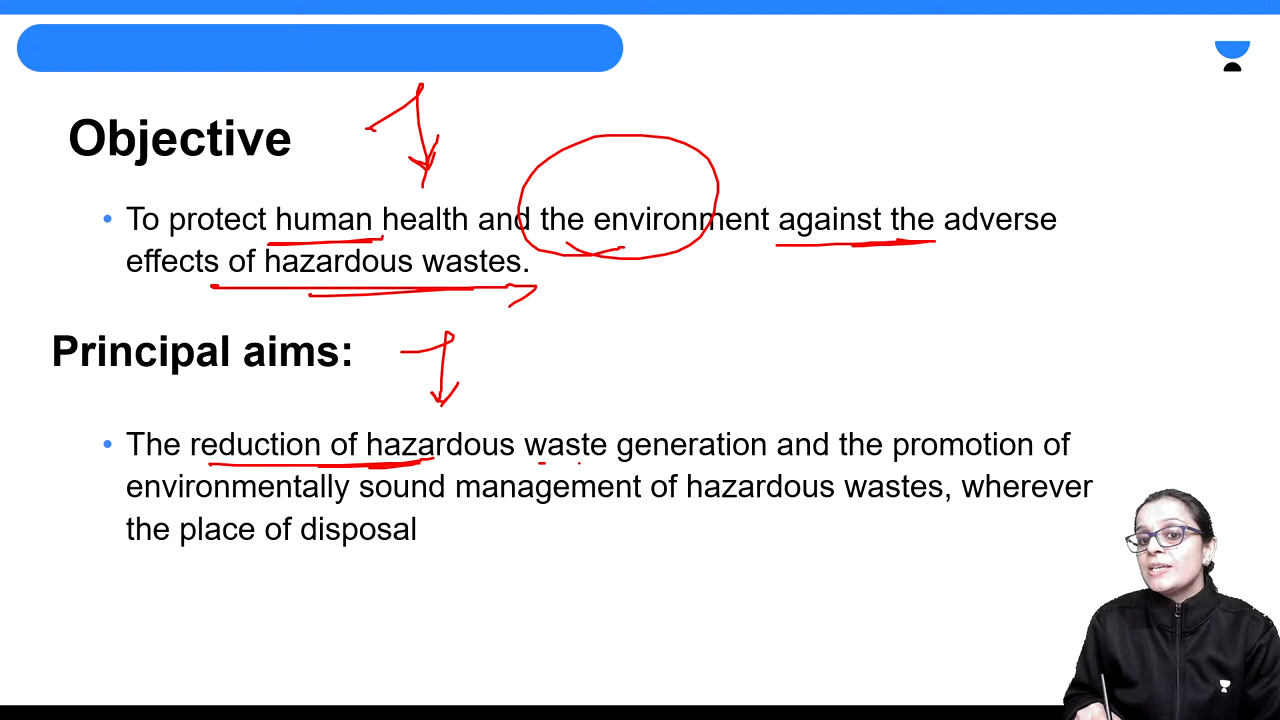 Objective
• To protect human health and the environment against the adverse
effects of hazardous wastes.
Principal aims:
• The reduction of hazardous waste generation and the promotion of
environmentally sound management of hazardous wastes, wherever
the place of disposal